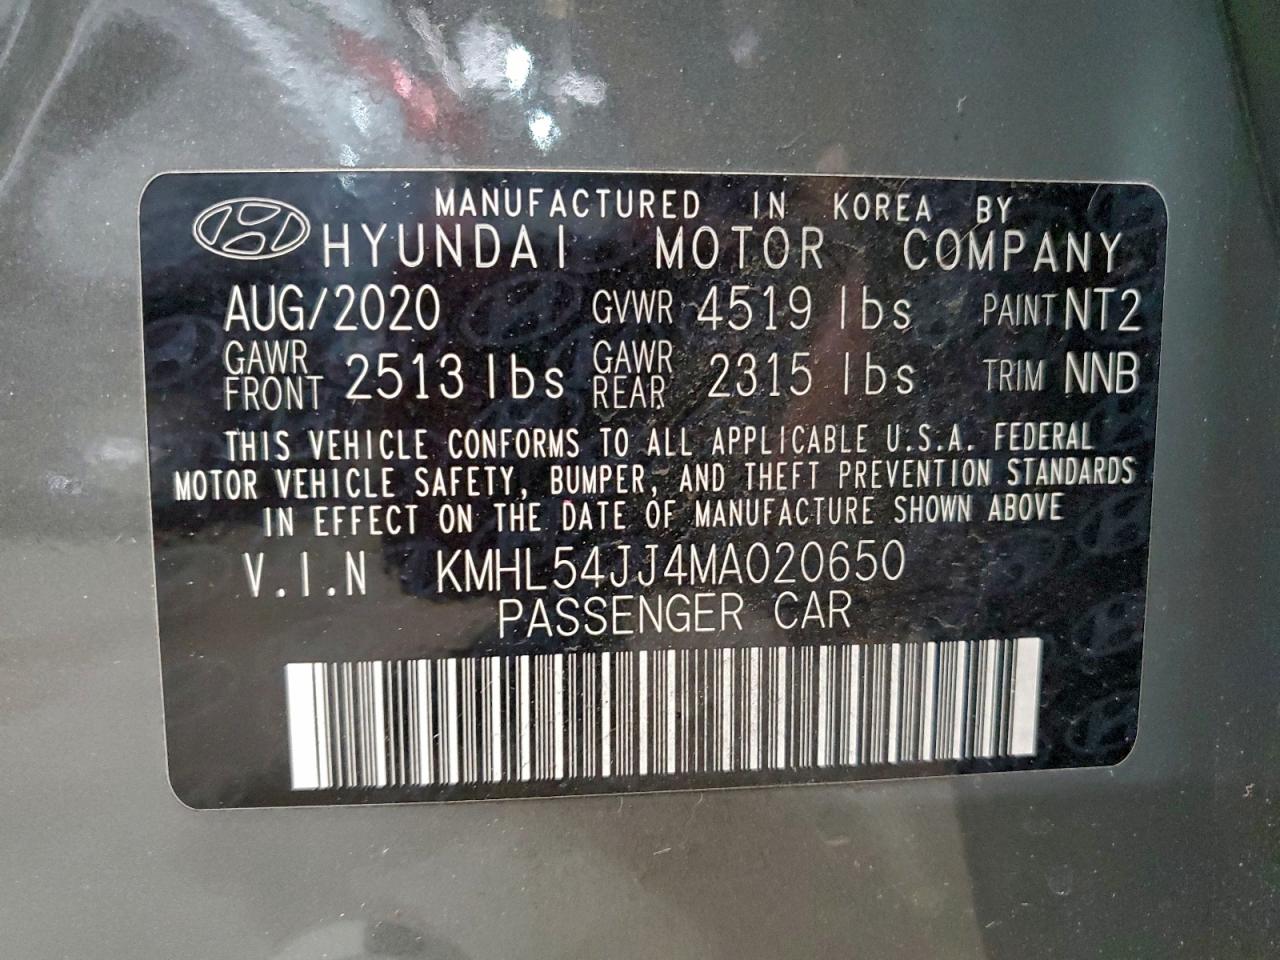 MANUFACTURED IN KOREA BY
HYUNDAI MOTOR COMPANY
AUG/2020 GVWR 4519 lbs PAINT NT2
GAWR FRONT 2513 lbs GAWR REAR 2315 lbs TRIM NNB
THIS VEHICLE CONFORMS TO ALL APPLICABLE U.S.A. FEDERAL
MOTOR VEHICLE SAFETY, BUMPER, AND THEFT PREVENTION STANDARDS
IN EFFECT ON THE DATE OF MANUFACTURE SHOWN ABOVE
V.I.N KMHL54JJ4MA020650
PASSENGER CAR